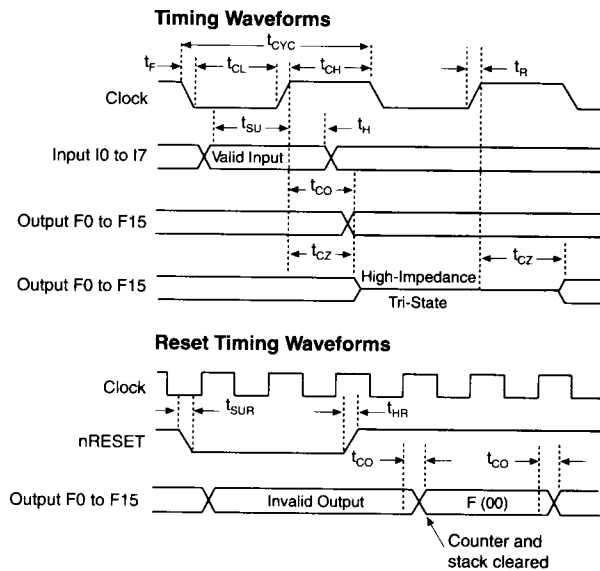 Timing Waveforms
tCYC
tF
tCL
tCH
tR
Clock
tSU
tH
Input I0 to I7
Valid Input
tCO
Output F0 to F15
tCZ
High-Impedance
tCZ
Output F0 to F15
Tri-State
Reset Timing Waveforms
Clock
tSUR
tHR
nRESET
tCO
tCO
Output F0 to F15
Invalid Output
F (00)
Counter and
stack cleared